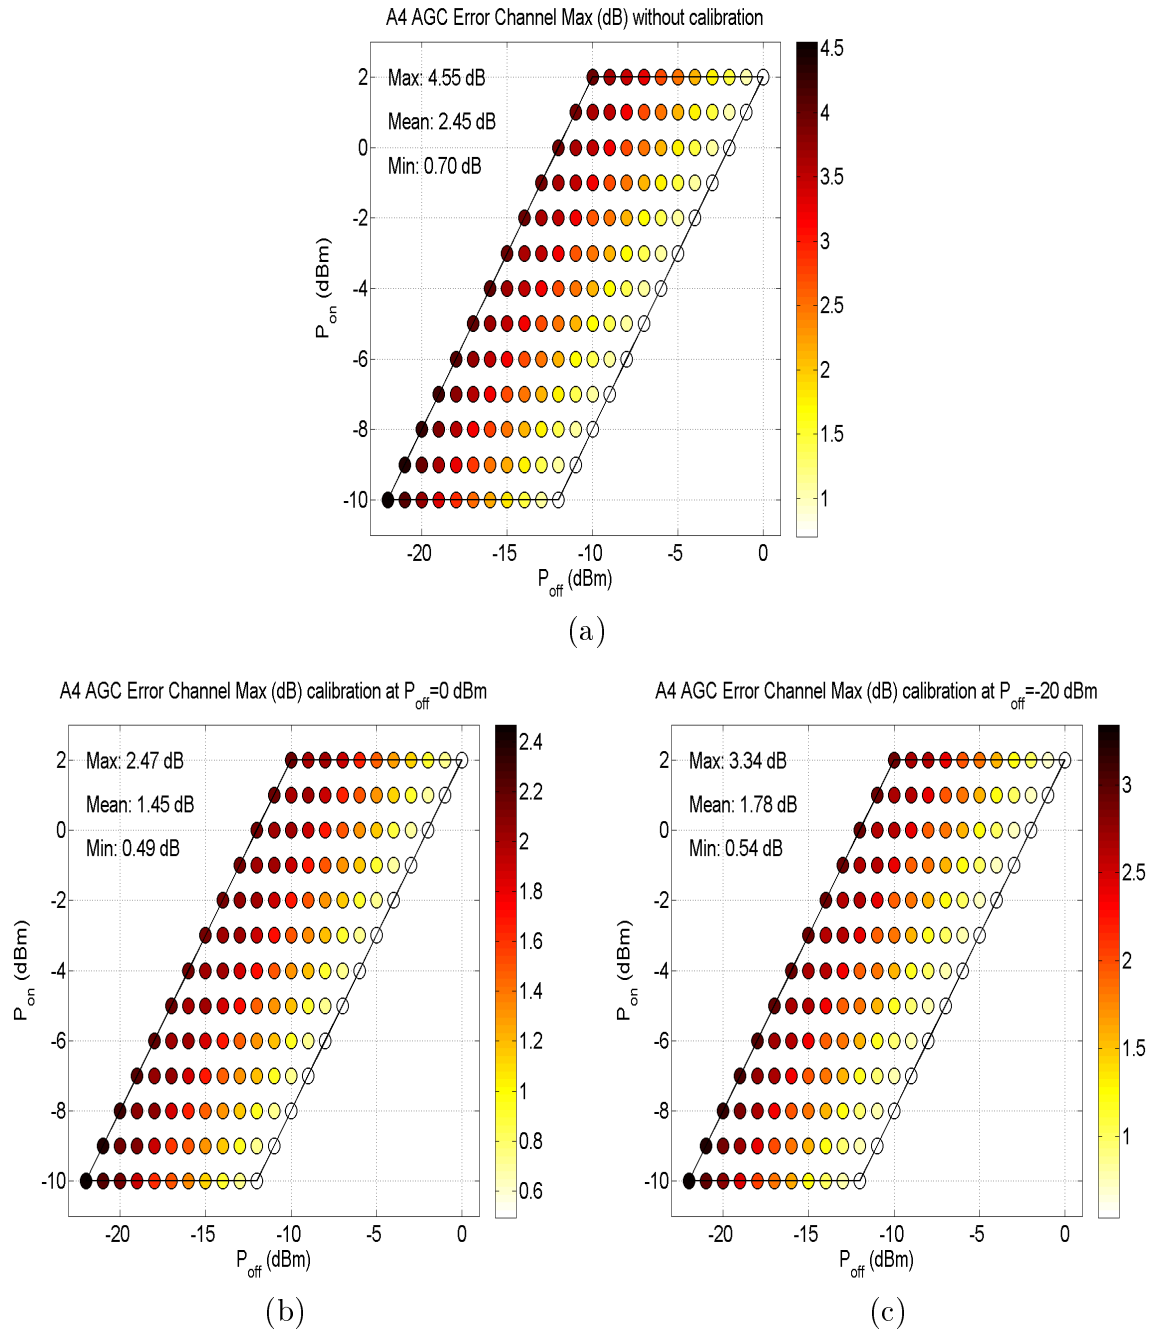 A4 AGC Error Channel Max (dB) without calibration
Max: 4.55 dB
Mean: 2.45 dB
Min: 0.70 dB
2
0
-2
-4
-6
-8
-10
P_on (dBm)
-20 -15 -10 -5 0
P_off (dBm)
4.5
4
3.5
3
2.5
2
1.5
1
(a)
A4 AGC Error Channel Max (dB) calibration at P_off=0 dBm
Max: 2.47 dB
Mean: 1.45 dB
Min: 0.49 dB
2
0
-2
-4
-6
-8
-10
P_on (dBm)
-20 -15 -10 -5 0
P_off (dBm)
2.4
2.2
2
1.8
1.6
1.4
1.2
1
0.8
0.6
(b)
A4 AGC Error Channel Max (dB) calibration at P_off=-20 dBm
Max: 3.34 dB
Mean: 1.78 dB
Min: 0.54 dB
2
0
-2
-4
-6
-8
-10
P_on (dBm)
-20 -15 -10 -5 0
P_off (dBm)
3
2.5
2
1.5
1
(c)